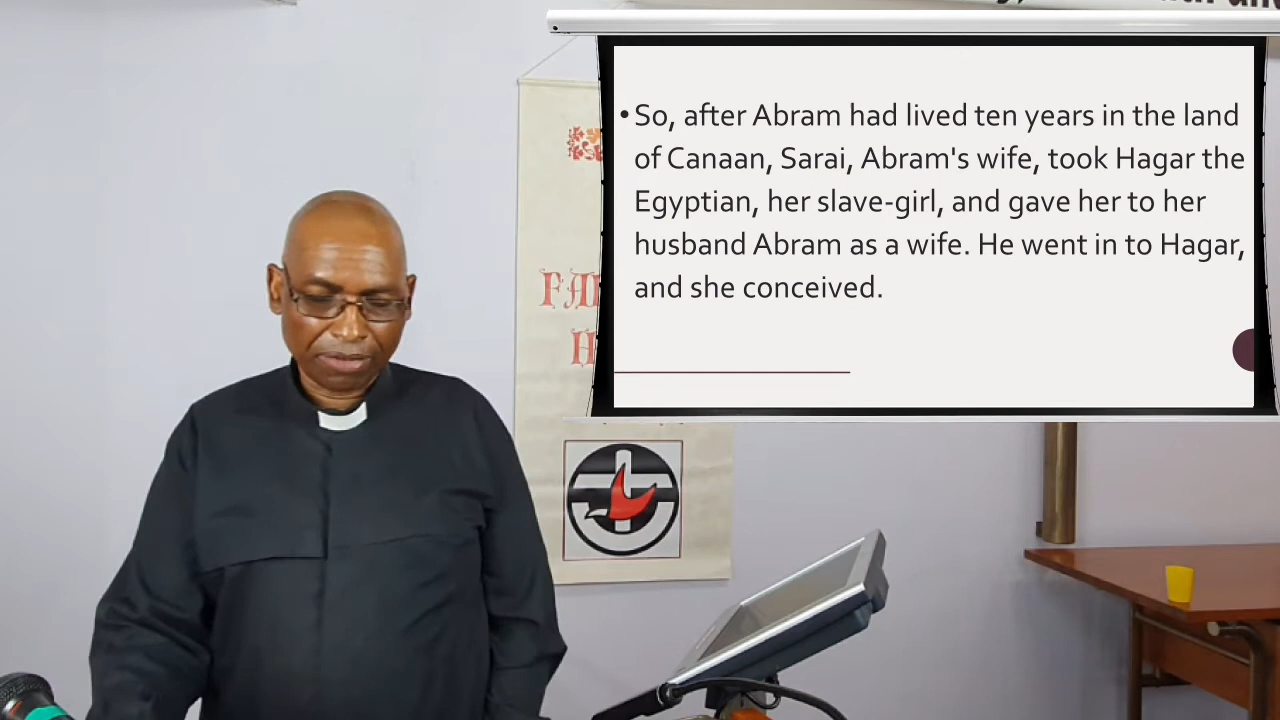 • So, after Abram had lived ten years in the land
of Canaan, Sarai, Abram's wife, took Hagar the
Egyptian, her slave-girl, and gave her to her
husband Abram as a wife. He went in to Hagar,
and she conceived.